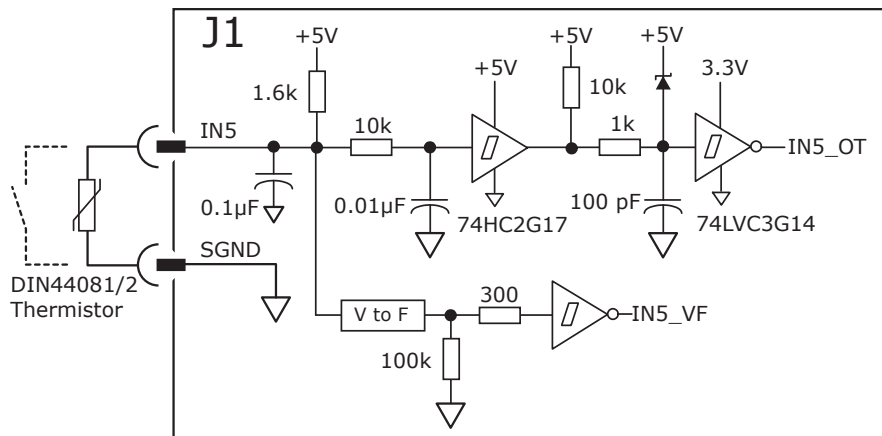 J1
+5V
+5V
+5V
+5V
3.3V
1.6k
10k
IN5
10k
1k
IN5_OT
0.1µF
0.01µF
74HC2G17
100 pF
74LVC3G14
SGND
DIN44081/2
Thermistor
V to F
300
IN5_VF
100k